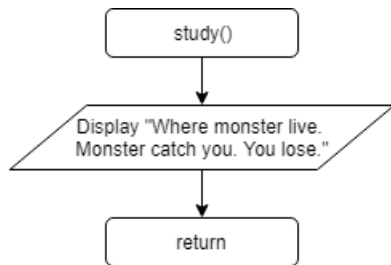 study()
Display "Where monster live.
Monster catch you. You lose."
return